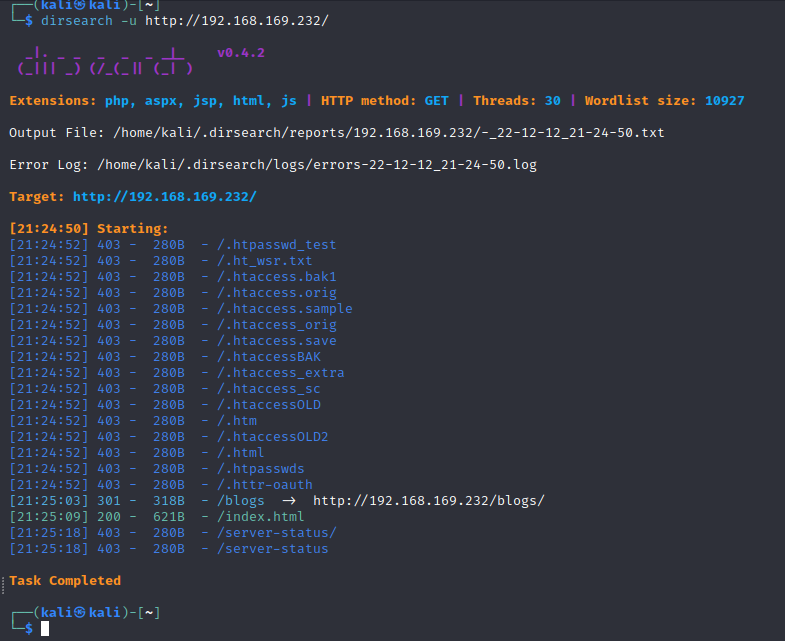 (kali㉿kali)-[~]
$ dirsearch -u http://192.168.169.232/
v0.4.2
Extensions: php, aspx, jsp, html, js | HTTP method: GET | Threads: 30 | Wordlist size: 10927
Output File: /home/kali/.dirsearch/reports/192.168.169.232/-_22-12-12_21-24-50.txt
Error Log: /home/kali/.dirsearch/logs/errors-22-12-12_21-24-50.log
Target: http://192.168.169.232/
[21:24:50] Starting:
[21:24:52] 403 -  280B  - /.htpasswd_test
[21:24:52] 403 -  280B  - /.ht_wsr.txt
[21:24:52] 403 -  280B  - /.htaccess.bak1
[21:24:52] 403 -  280B  - /.htaccess.orig
[21:24:52] 403 -  280B  - /.htaccess.sample
[21:24:52] 403 -  280B  - /.htaccess_orig
[21:24:52] 403 -  280B  - /.htaccess.save
[21:24:52] 403 -  280B  - /.htaccessBAK
[21:24:52] 403 -  280B  - /.htaccess_extra
[21:24:52] 403 -  280B  - /.htaccess_sc
[21:24:52] 403 -  280B  - /.htaccessOLD
[21:24:52] 403 -  280B  - /.htm
[21:24:52] 403 -  280B  - /.htaccessOLD2
[21:24:52] 403 -  280B  - /.html
[21:24:52] 403 -  280B  - /.htpasswds
[21:24:52] 403 -  280B  - /.httr-oauth
[21:25:03] 301 -  318B  - /blogs  →  http://192.168.169.232/blogs/
[21:25:09] 200 -  621B  - /index.html
[21:25:18] 403 -  280B  - /server-status/
[21:25:18] 403 -  280B  - /server-status
Task Completed
(kali㉿kali)-[~]
$